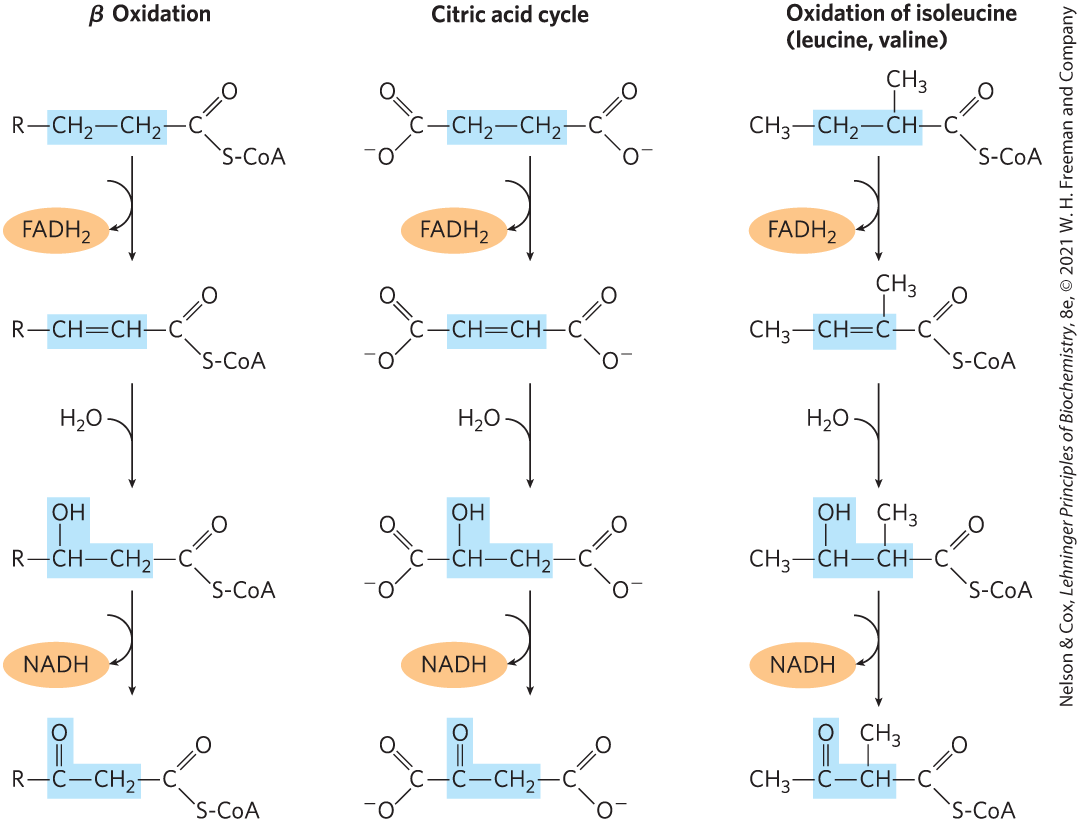 β Oxidation
Citric acid cycle
Oxidation of isoleucine
(leucine, valine)
R—CH₂—CH₂—C
O
S-CoA
O
C—CH₂—CH₂—C
⁻O
O
O⁻
CH₃
CH₃—CH₂—CH—C
O
S-CoA
FADH₂
FADH₂
FADH₂
R—CH=CH—C
O
S-CoA
O
C—CH=CH—C
⁻O
O
O⁻
CH₃
CH₃—CH=C—C
O
S-CoA
H₂O
H₂O
H₂O
OH
R—CH—CH₂—C
O
S-CoA
O
OH
C—CH—CH₂—C
⁻O
O
O⁻
OH
CH₃
CH₃—CH—CH—C
O
S-CoA
NADH
NADH
NADH
O
R—C—CH₂—C
O
S-CoA
O
O
C—C—CH₂—C
⁻O
O
O⁻
O
CH₃
CH₃—C—CH—C
O
S-CoA
Nelson & Cox, Lehninger Principles of Biochemistry, 8e, © 2021 W. H. Freeman and Company